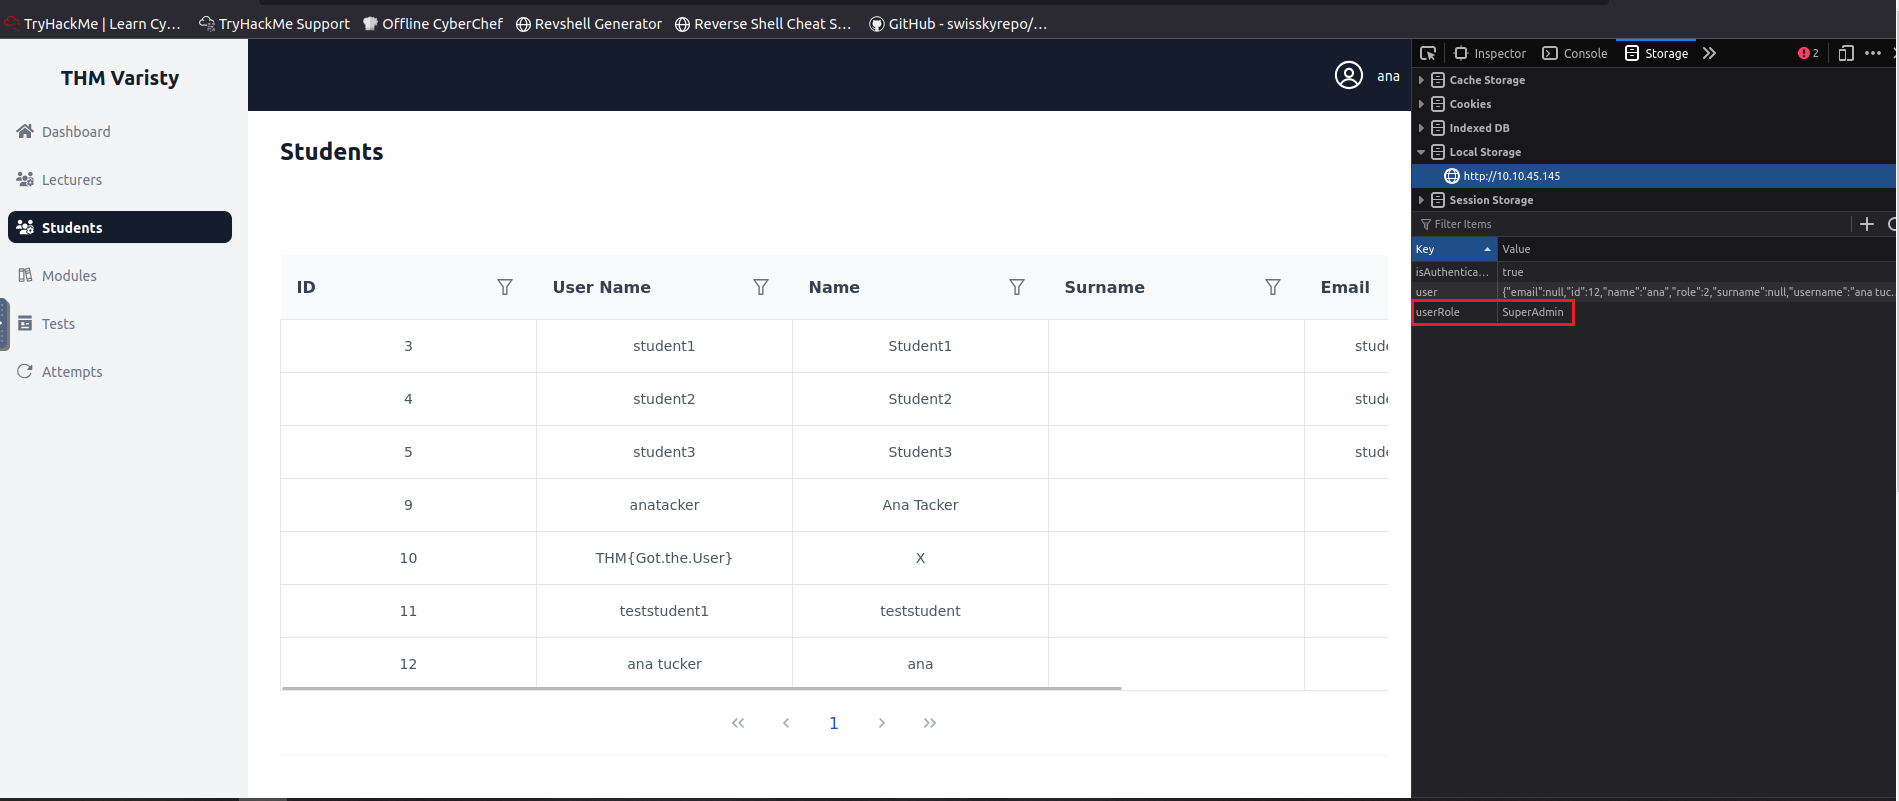 TryHackMe | Learn Cy... TryHackMe Support Offline CyberChef Revshell Generator Reverse Shell Cheat S... GitHub - swisskyrepo/...
THM Varisty
Dashboard
Lecturers
Students
Modules
Tests
Attempts
ana
Students
ID User Name Name Surname Email
3 student1 Student1 stude
4 student2 Student2 stude
5 student3 Student3 stude
9 anatacker Ana Tacker
10 THM{Got.the.User} X
11 teststudent1 teststudent
12 ana tucker ana
« ‹ 1 › »
Inspector Console Storage 2
Cache Storage
Cookies
Indexed DB
Local Storage
http://10.10.45.145
Session Storage
Filter Items
Key Value
isAuthentica... true
user {"email":null,"id":12,"name":"ana","role":2,"surname":null,"username":"ana tuc...
userRole SuperAdmin